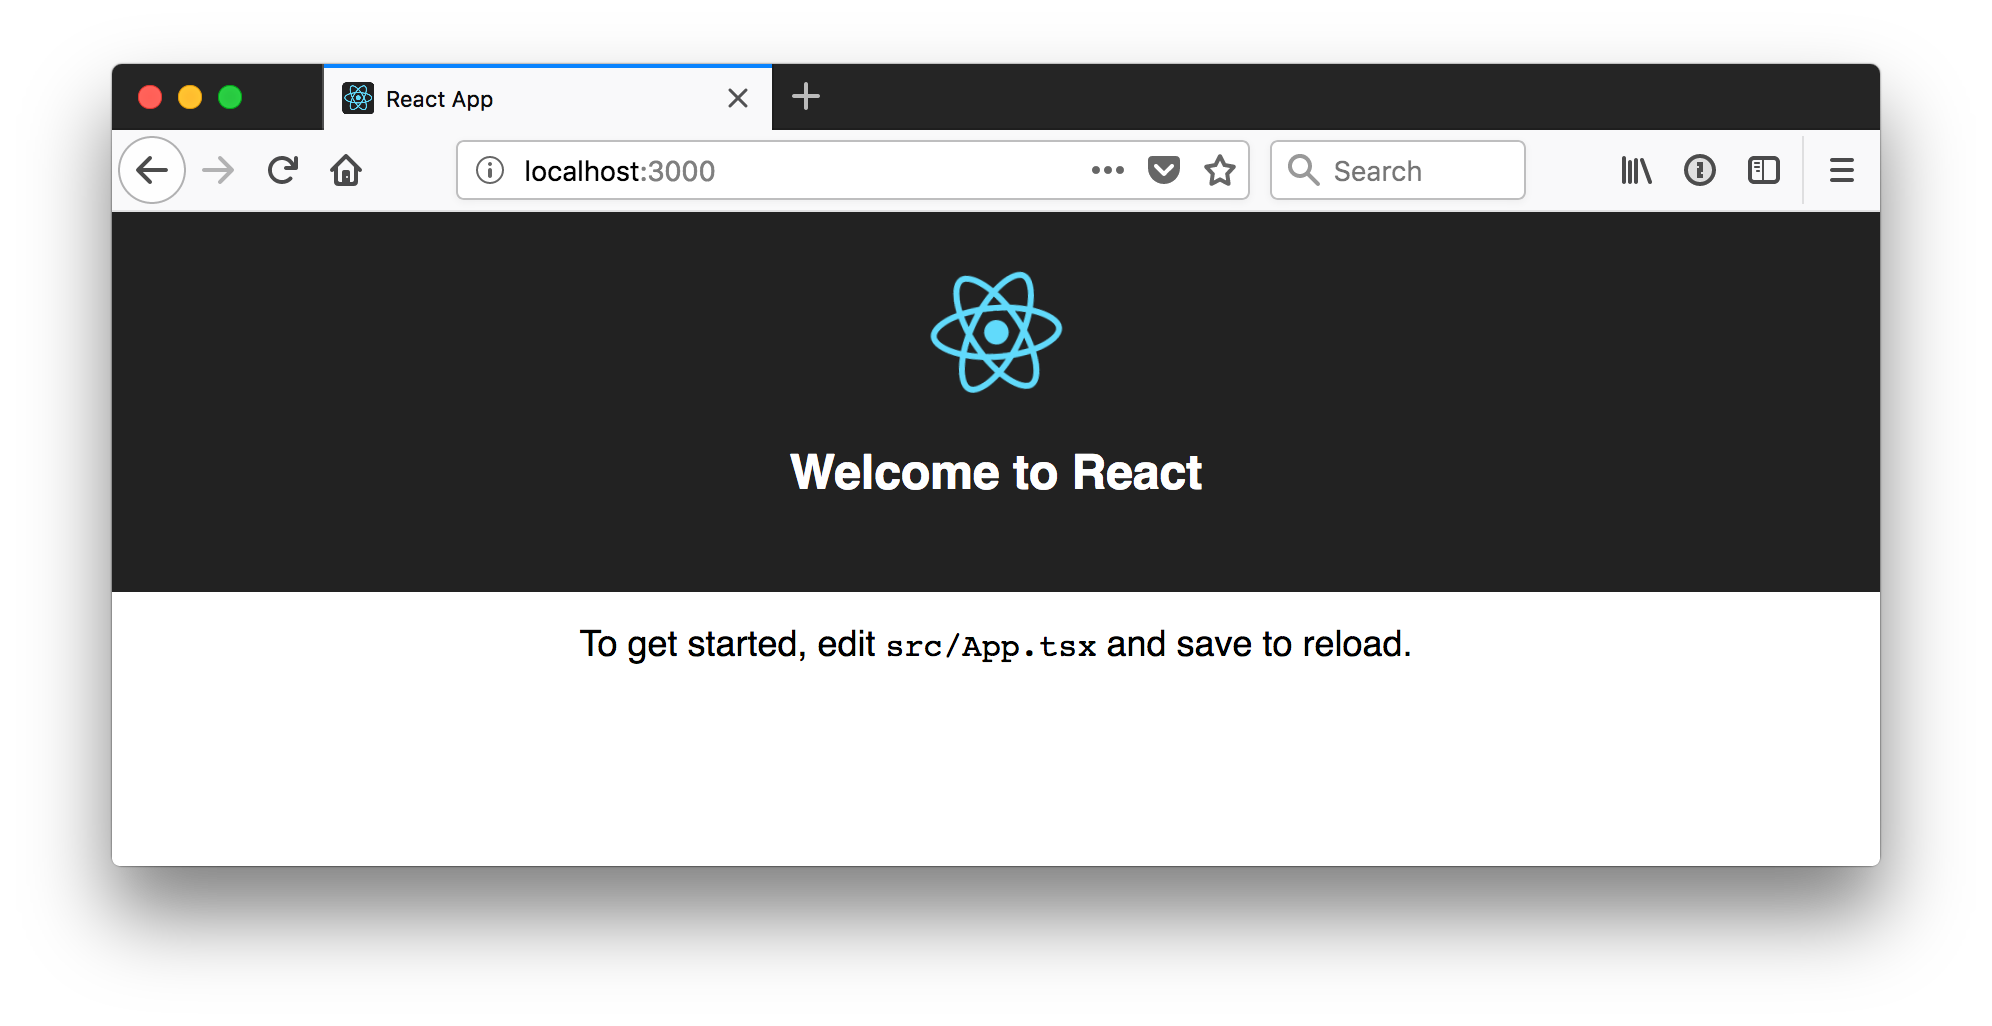 React App
localhost:3000
Search
Welcome to React
To get started, edit src/App.tsx and save to reload.